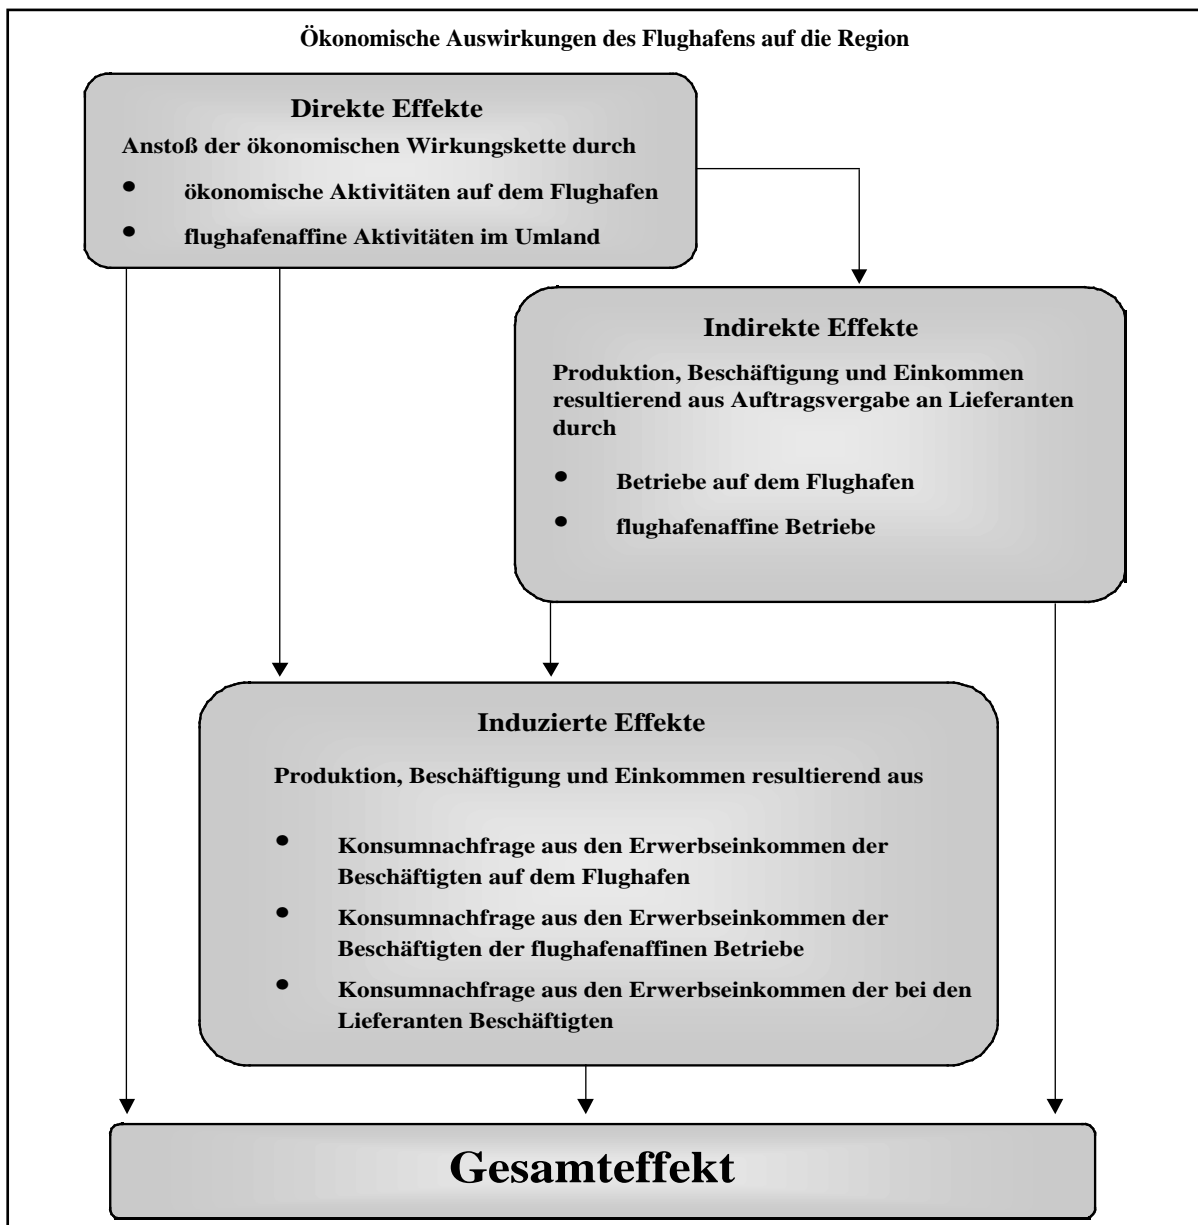 Ökonomische Auswirkungen des Flughafens auf die Region
Direkte Effekte
Anstoß der ökonomischen Wirkungskette durch
• ökonomische Aktivitäten auf dem Flughafen
• flughafenaffine Aktivitäten im Umland
Indirekte Effekte
Produktion, Beschäftigung und Einkommen
resultierend aus Auftragsvergabe an Lieferanten
durch
• Betriebe auf dem Flughafen
• flughafenaffine Betriebe
Induzierte Effekte
Produktion, Beschäftigung und Einkommen resultierend aus
• Konsumnachfrage aus den Erwerbseinkommen der
Beschäftigten auf dem Flughafen
• Konsumnachfrage aus den Erwerbseinkommen der
Beschäftigten der flughafenaffinen Betriebe
• Konsumnachfrage aus den Erwerbseinkommen der bei den
Lieferanten Beschäftigten
Gesamteffekt